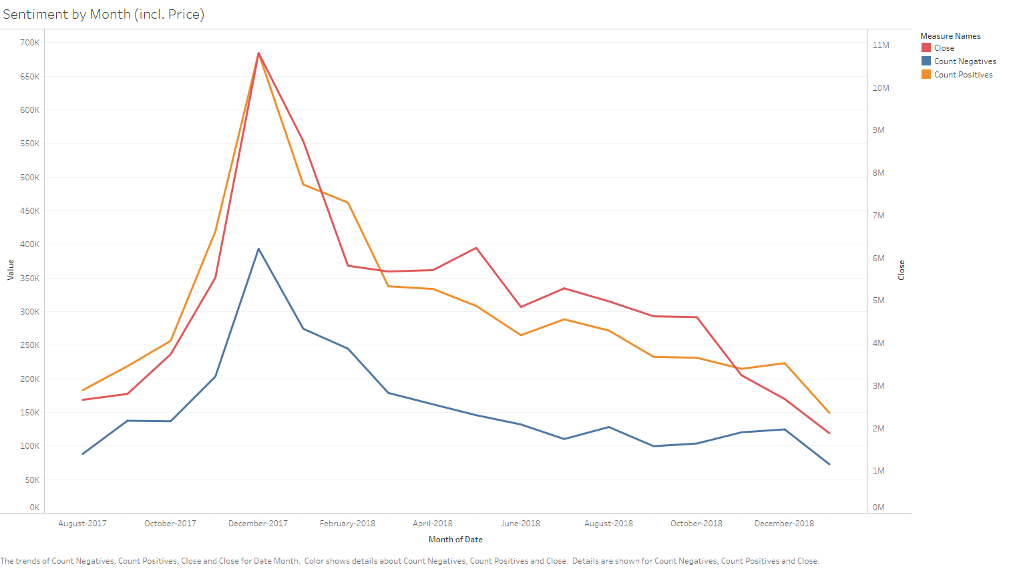 Sentiment by Month (incl. Price)
Measure Names
Close
Count Negatives
Count Positives
700K
650K
600K
550K
500K
450K
400K
350K
300K
250K
200K
150K
100K
50K
0K
Value
11M
10M
9M
8M
7M
6M
5M
4M
3M
2M
1M
0M
Close
August-2017 October-2017 December-2017 February-2018 April-2018 June-2018 August-2018 October-2018 December-2018
Month of Date
The trends of Count Negatives, Count Positives, Close and Close for Date Month. Color shows details about Count Negatives, Count Positives and Close. Details are shown for Count Negatives, Count Positives and Close.